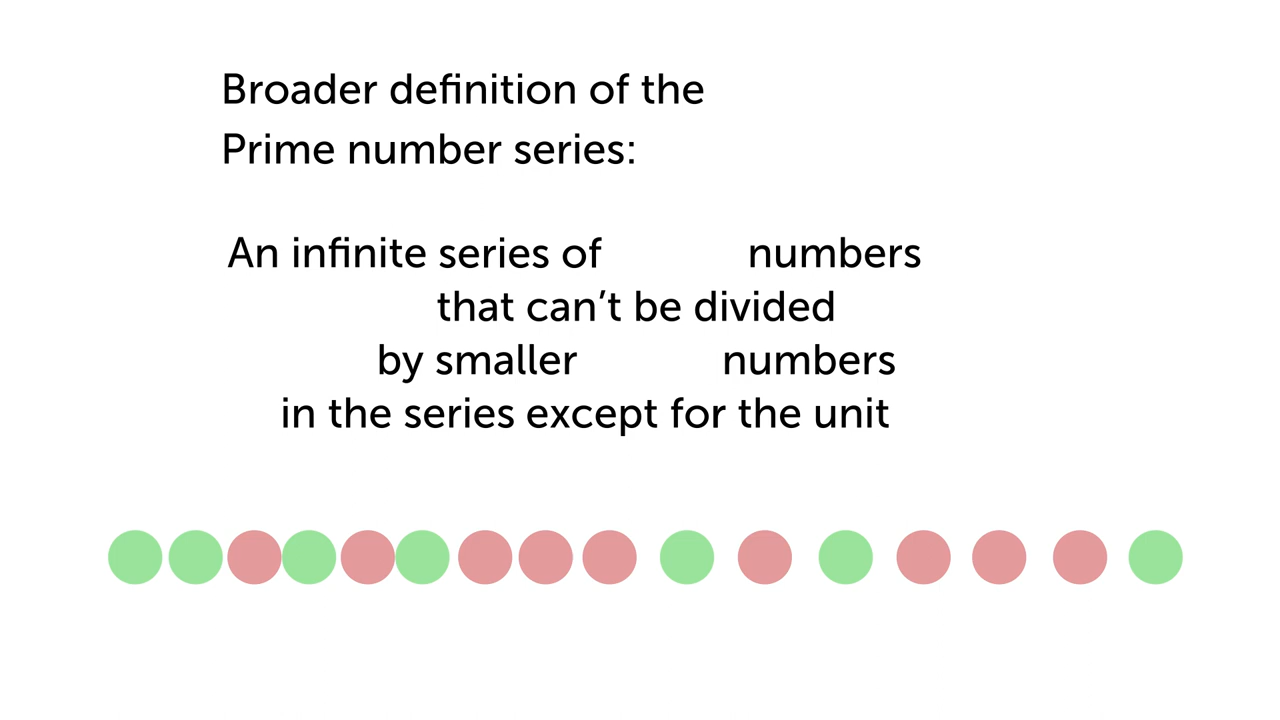 Broader definition of the
Prime number series:
An infinite series of numbers
that can’t be divided
by smaller numbers
in the series except for the unit